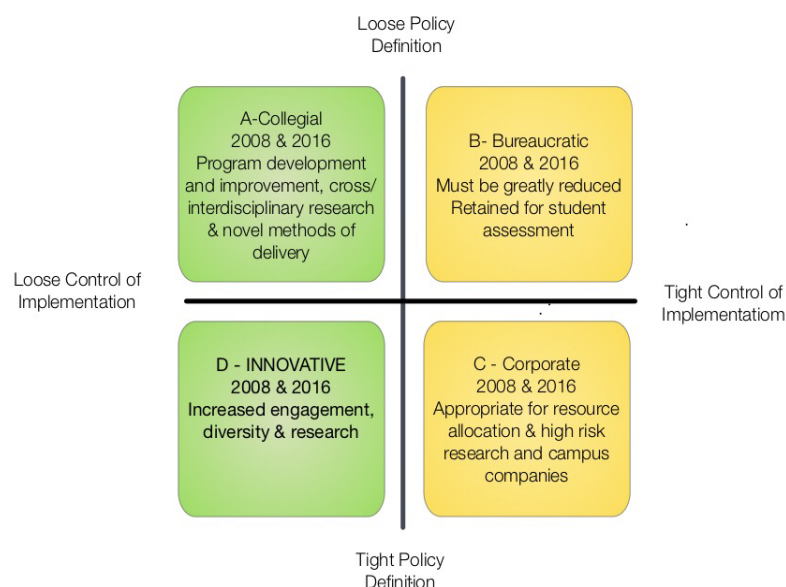 Loose Policy
Definition
A-Collegial
2008 & 2016
Program development
and improvement, cross/
interdisciplinary research
& novel methods of
delivery
B- Bureaucratic
2008 & 2016
Must be greatly reduced
Retained for student
assessment
Loose Control of
Implementation
Tight Control of
Implementatiom
D - INNOVATIVE
2008 & 2016
Increased engagement,
diversity & research
C - Corporate
2008 & 2016
Appropriate for resource
allocation & high risk
research and campus
companies
Tight Policy
Definition